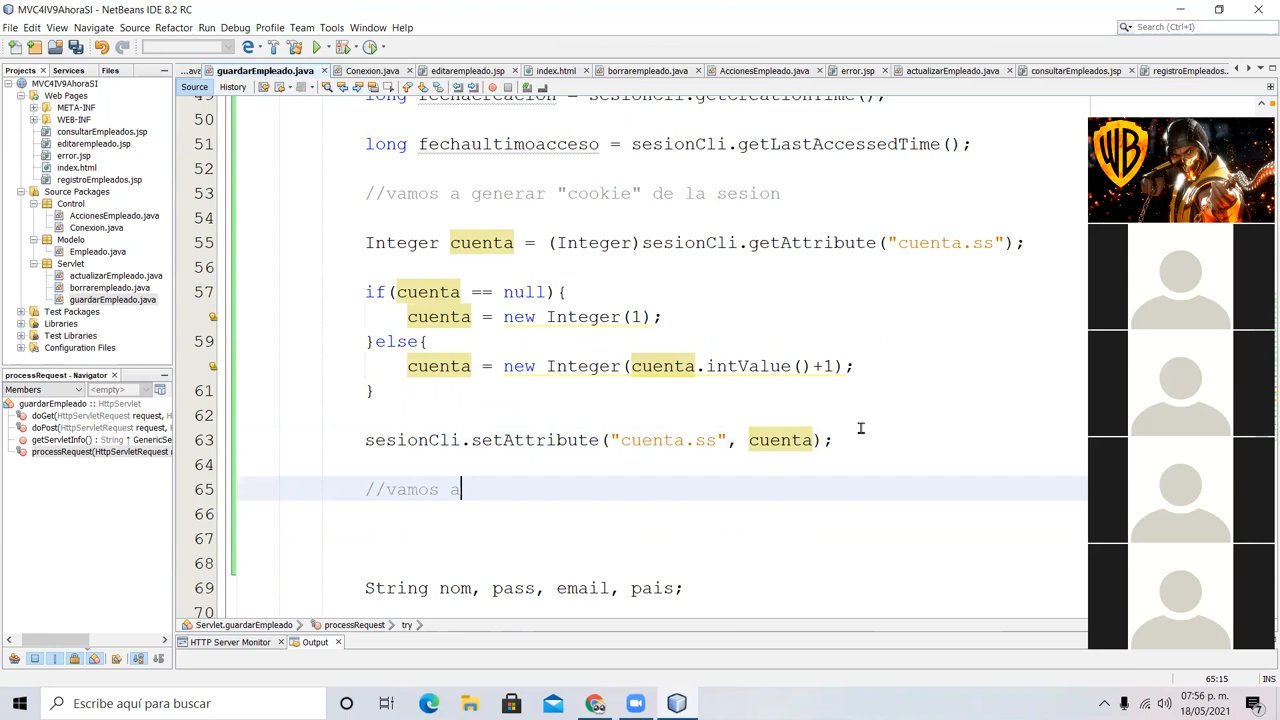 MVC4IV9AhoraSI - NetBeans IDE 8.2 RC
File Edit View Navigate Source Refactor Run Debug Profile Team Tools Window Help
Search (Ctrl+I)
Projects Services Files
...ava guardarEmpleado.java Conexion.java editarempleado.jsp index.html borrarempleado.java AccionesEmpleado.java error.jsp actualizarEmpleado.java consultarEmpleados.jsp registroEmpleados
Source History
MVC4IV9AhoraSI
Web Pages
META-INF
WEB-INF
consultarEmpleados.jsp
editarempleado.jsp
error.jsp
index.html
registroEmpleados.jsp
Source Packages
Control
AccionesEmpleado.java
Conexion.java
Modelo
Empleado.java
Servlet
actualizarEmpleado.java
borrarempleado.java
guardarEmpleado.java
Test Packages
Libraries
Test Libraries
Configuration Files
processRequest - Navigator
Members <empty>
guardarEmpleado :: HttpServlet
doGet(HttpServletRequest request,
doPost(HttpServletRequest request,
getServletInfo() : String GenericSe
processRequest(HttpServletRequest
50
51 long fechaultimoacceso = sesionCli.getLastAccessedTime();
52
53 //vamos a generar "cookie" de la sesion
54
55 Integer cuenta = (Integer)sesionCli.getAttribute("cuenta.ss");
56
57 if(cuenta == null){
cuenta = new Integer(1);
59 }else{
cuenta = new Integer(cuenta.intValue()+1);
61 }
62
63 sesionCli.setAttribute("cuenta.ss", cuenta);
64
65 //vamos a
66
67
68
69 String nom, pass, email, pais;
70
Servlet.guardarEmpleado processRequest try
HTTP Server Monitor Output
65:15 INS
WB
Escribe aquí para buscar
07:56 p. m.
18/05/2021
7